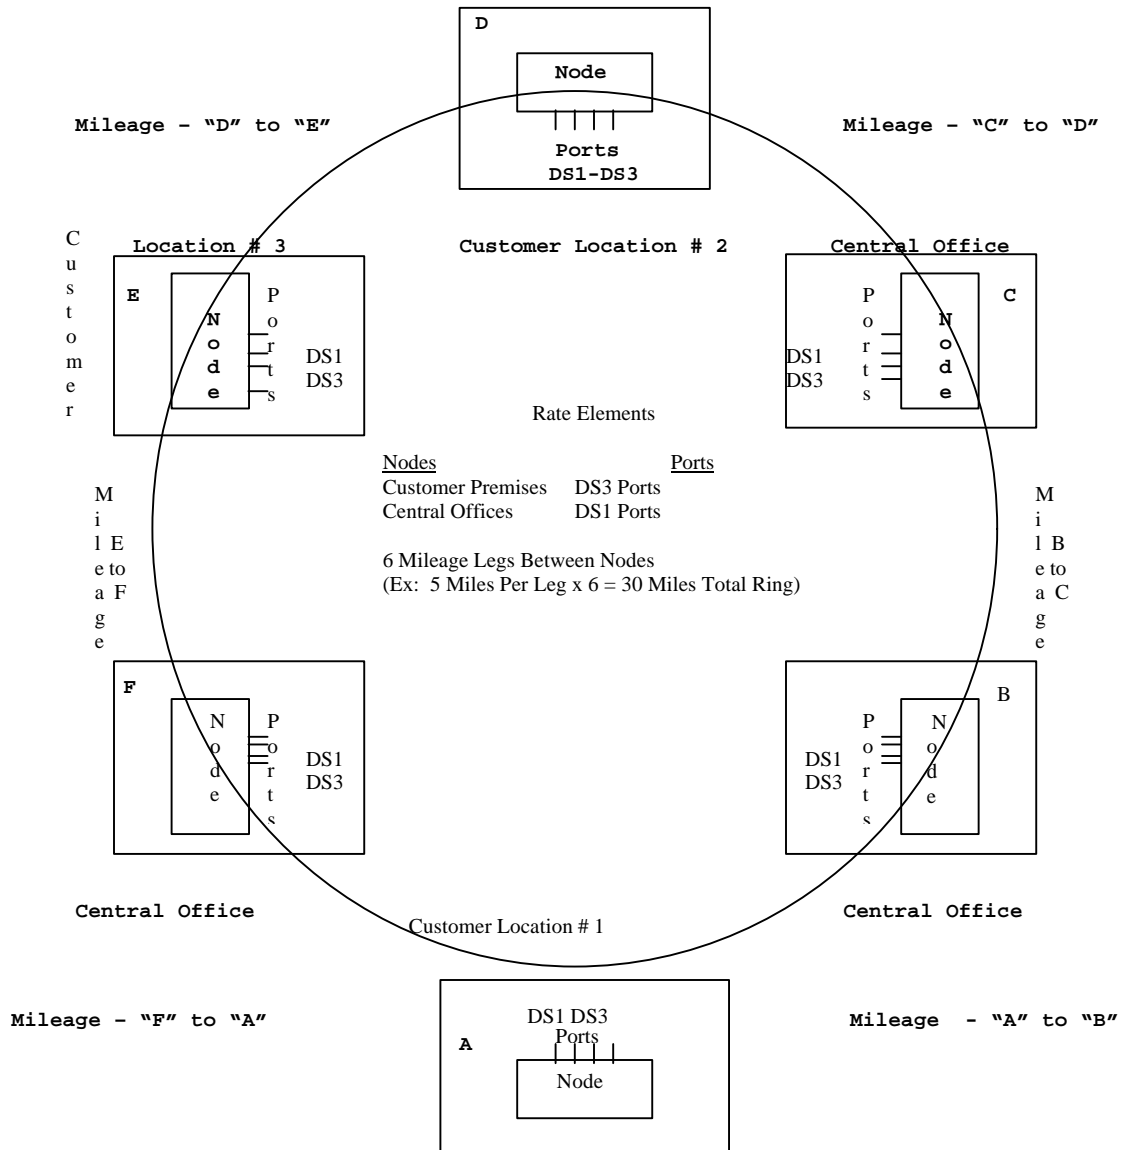 D
Node
Mileage – “D” to “E”
Mileage – “C” to “D”
Ports
DS1-DS3
Customer
Location # 3
Customer Location # 2
Central Office
E
Node
Ports
DS1
DS3
Ports
DS1
DS3
Node
C
Rate Elements
Nodes Ports
Customer Premises DS3 Ports
Central Offices DS1 Ports
6 Mileage Legs Between Nodes
(Ex: 5 Miles Per Leg x 6 = 30 Miles Total Ring)
Mileage
E
to
F
Mileage
B
to
C
F
Node
Ports
DS1
DS3
Ports
DS1
DS3
Node
B
Central Office
Customer Location # 1
Central Office
Mileage – “F” to “A”
Mileage - “A” to “B”
DS1 DS3
Ports
A
Node